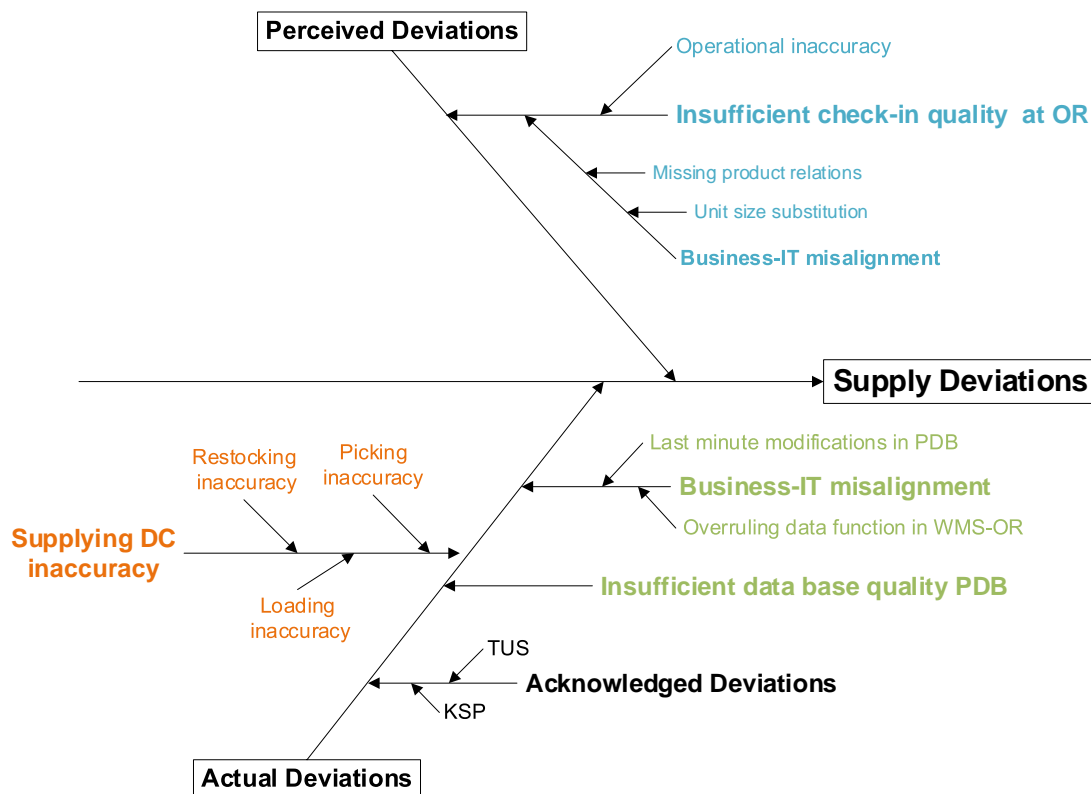 Perceived Deviations
Operational inaccuracy
Insufficient check-in quality  at OR
Missing product relations
Unit size substitution
Business-IT misalignment
Supply Deviations
Last minute modifications in PDB
Business-IT misalignment
Overruling data function in WMS-OR
Restocking
inaccuracy
Picking
inaccuracy
Supplying DC
inaccuracy
Loading
inaccuracy
Insufficient data base quality PDB
TUS
Acknowledged Deviations
KSP
Actual Deviations